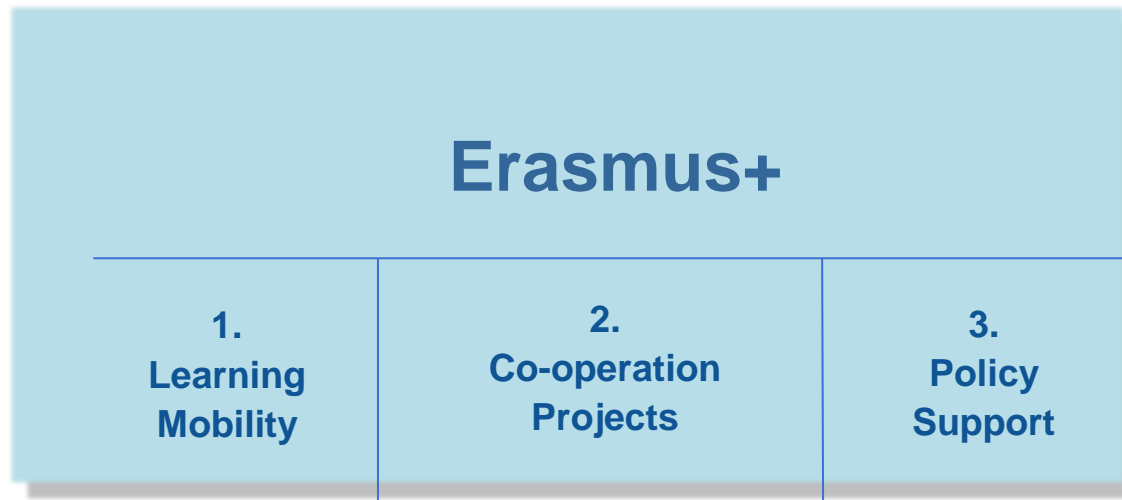 Erasmus+
1.
Learning
Mobility
2.
Co-operation
Projects
3.
Policy
Support